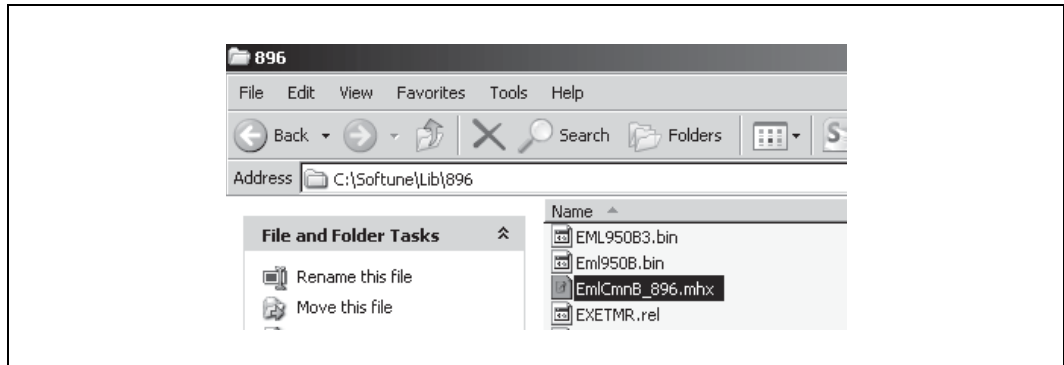 896
File Edit View Favorites Tools Help
Back Search Folders S
Address C:\Softune\Lib\896
File and Folder Tasks
Rename this file
Move this file
Name
EML950B3.bin
Eml950B.bin
EmlCmnB_896.mhx
EXETMR.rel